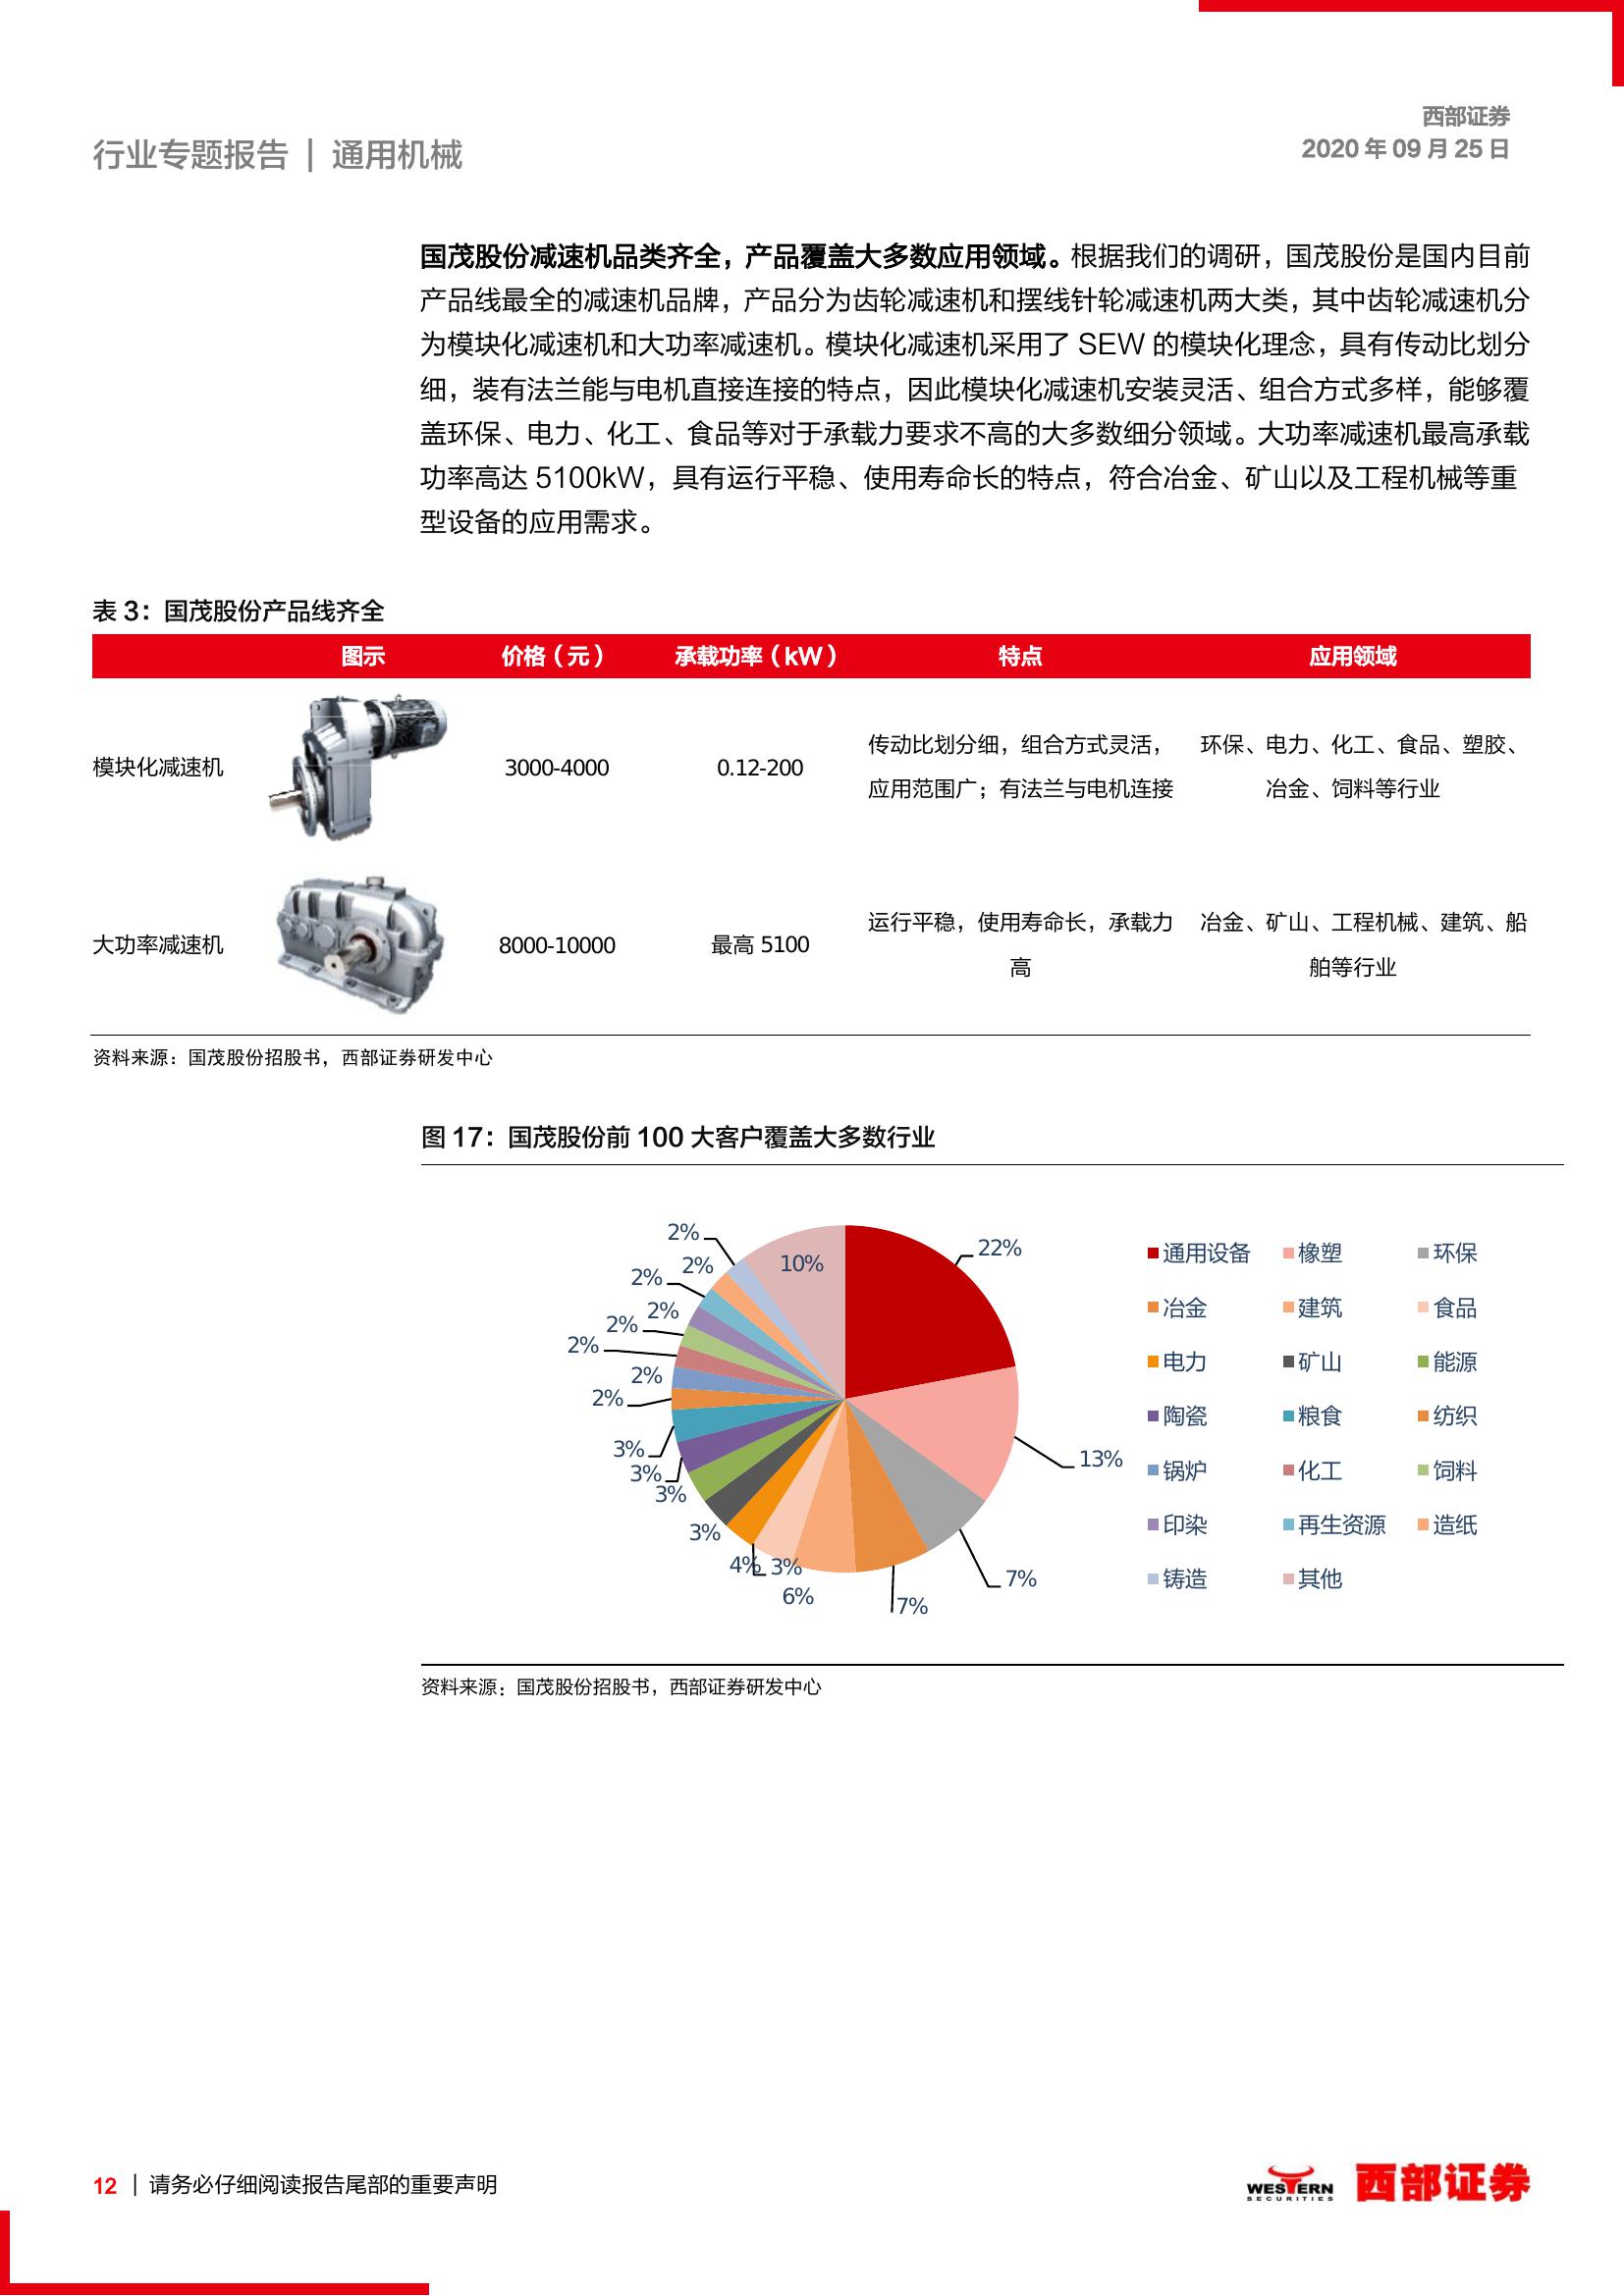 西部证券
行业专题报告 | 通用机械
2020 年 09 月 25 日
国茂股份减速机品类齐全，产品覆盖大多数应用领域。根据我们的调研，国茂股份是国内目前
产品线最全的减速机品牌，产品分为齿轮减速机和摆线针轮减速机两大类，其中齿轮减速机分
为模块化减速机和大功率减速机。模块化减速机采用了 SEW 的模块化理念，具有传动比划分
细，装有法兰能与电机直接连接的特点，因此模块化减速机安装灵活、组合方式多样，能够覆
盖环保、电力、化工、食品等对于承载力要求不高的大多数细分领域。大功率减速机最高承载
功率高达 5100kW，具有运行平稳、使用寿命长的特点，符合冶金、矿山以及工程机械等重
型设备的应用需求。
表 3：国茂股份产品线齐全
图示 价格（元） 承载功率（kW） 特点 应用领域
传动比划分细，组合方式灵活， 环保、电力、化工、食品、塑胶、
模块化减速机 3000-4000 0.12-200
应用范围广；有法兰与电机连接 冶金、饲料等行业
运行平稳，使用寿命长，承载力 冶金、矿山、工程机械、建筑、船
大功率减速机 8000-10000 最高 5100
高 舶等行业
资料来源：国茂股份招股书，西部证券研发中心
图 17：国茂股份前 100 大客户覆盖大多数行业
2%
22%
2%
10%
2%
2%
2%
2%
2%
2%
3%
3%
3%
3%
4%
3%
6%
7%
7%
13%
通用设备 橡塑 环保
冶金 建筑 食品
电力 矿山 能源
陶瓷 粮食 纺织
锅炉 化工 饲料
印染 再生资源 造纸
铸造 其他
资料来源：国茂股份招股书，西部证券研发中心
12 | 请务必仔细阅读报告尾部的重要声明
WESTERN
SECURITIES
西部证券